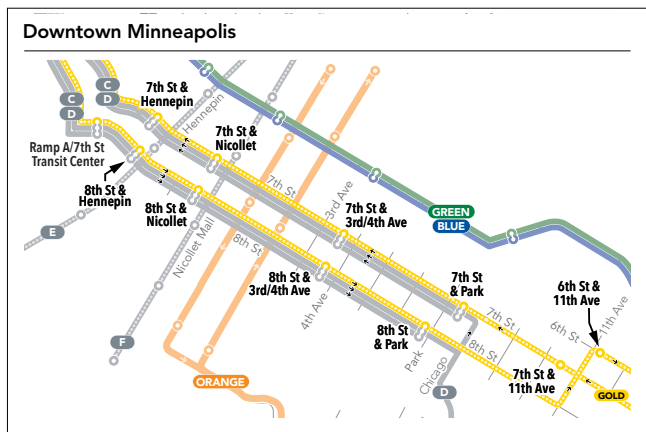 Downtown Minneapolis
C
D
C
D
7th St &
Hennepin
Hennepin
7th St &
Nicollet
Ramp A/7th St
Transit Center
8th St &
Hennepin
7th St
3rd Ave
8th St &
Nicollet
7th St &
3rd/4th Ave
GREEN
BLUE
E
Nicollet Mall
8th St
8th St &
3rd/4th Ave
4th Ave
7th St
& Park
7th St
6th St &
11th Ave
6th St
11th Ave
8th St
& Park
8th St
Park
Chicago
F
ORANGE
D
7th St &
11th Ave
GOLD